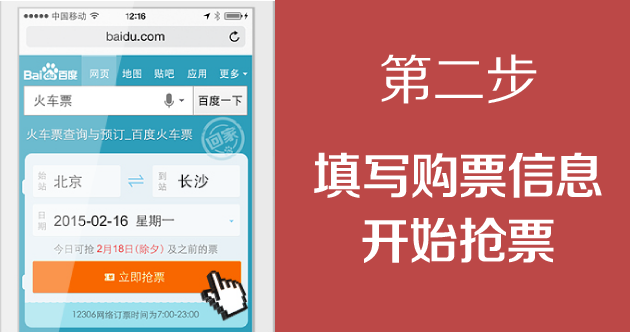 中国移动 12:16
baidu.com
Bai du 百度 网页 地图 贴吧 应用 更多
火车票 百度一下
火车票查询与预订_百度火车票
回家
始站 北京 到站 长沙
日期 2015-02-16 星期一
今日可抢 2月18日(除夕) 及之前的票
立即抢票
12306网络订票时间为7:00-23:00
第二步
填写购票信息
开始抢票